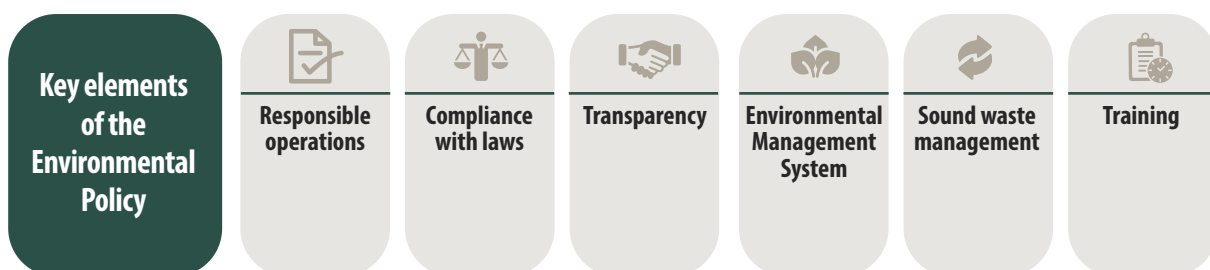 Key elements
of the
Environmental
Policy
Responsible
operations
Compliance
with laws
Transparency
Environmental
Management
System
Sound waste
management
Training